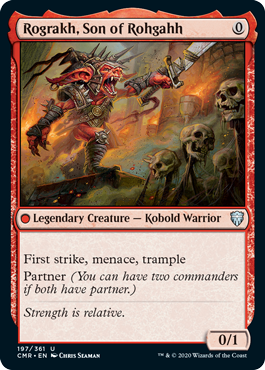 Rograkh, Son of Rohgahh 0
Legendary Creature — Kobold Warrior
First strike, menace, trample
Partner (You can have two commanders
if both have partner.)
Strength is relative.
0/1
197/361 U
CMR • EN Chris Seaman
™ & © 2020 Wizards of the Coast